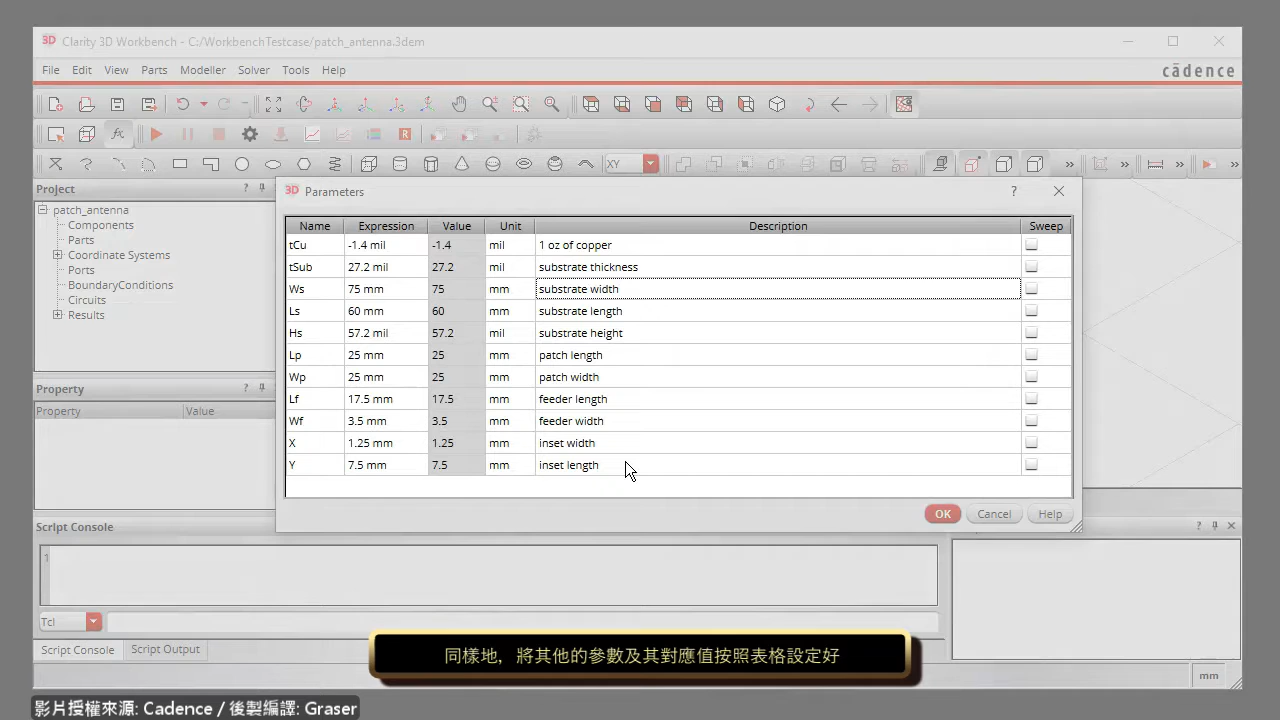 3D Clarity 3D Workbench - C:/WorkbenchTestcase/patch_antenna.3dem
File Edit View Parts Modeller Solver Tools Help
cādence
fx R
XY » » » »
Project ?
patch_antenna
Components
Parts
Coordinate Systems
Ports
BoundaryConditions
Circuits
Results
Property ?
Property Value
3D Parameters ?
Name Expression Value Unit Description Sweep
tCu -1.4 mil -1.4 mil 1 oz of copper
tSub 27.2 mil 27.2 mil substrate thickness
Ws 75 mm 75 mm substrate width
Ls 60 mm 60 mm substrate length
Hs 57.2 mil 57.2 mil substrate height
Lp 25 mm 25 mm patch length
Wp 25 mm 25 mm patch width
Lf 17.5 mm 17.5 mm feeder length
Wf 3.5 mm 3.5 mm feeder width
X 1.25 mm 1.25 mm inset width
Y 7.5 mm 7.5 mm inset length
OK Cancel Help
Script Console ?
1
Tcl
Script Console Script Output
mm
同樣地, 將其他的參數及其對應值按照表格設定好
影片授權來源: Cadence / 後製編譯: Graser